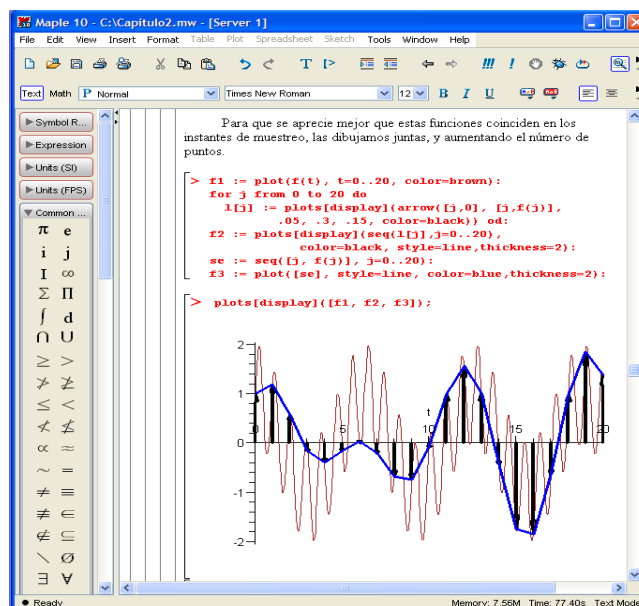 Maple 10 - C:\Capitulo2.mw - [Server 1]
File Edit View Insert Format Table Plot Spreadsheet Sketch Tools Window Help
Text Math P Normal Times New Roman 12 B I U
Symbol R...
Expression
Units (SI)
Units (FPS)
Common ...
π e
i j
I ∞
Σ Π
∫ d
∩ ∪
≥ >
≯ ≱
≤ <
≮ ≰
∝ ≈
~ =
≠ ≡
≢ ∈
∉ ⊆
\ Ø
∃ ∀
Para que se aprecie mejor que estas funciones coinciden en los
instantes de muestreo, las dibujamos juntas, y aumentando el número de
puntos.
> f1 := plot(f(t), t=0..20, color=brown):
for j from 0 to 20 do
l[j] := plots[display](arrow([j,0], [j,f(j)],
.05, .3, .15, color=black)) od:
f2 := plots[display](seq(l[j],j=0..20),
color=black, style=line,thickness=2):
se := seq([j, f(j)], j=0..20):
f3 := plot([se], style=line, color=blue,thickness=2):
> plots[display]([f1, f2, f3]);
2
1
0
-1
-2
0 5 10 15 20
t
Ready
Memory: 7.56M Time: 77.40s Text Mode